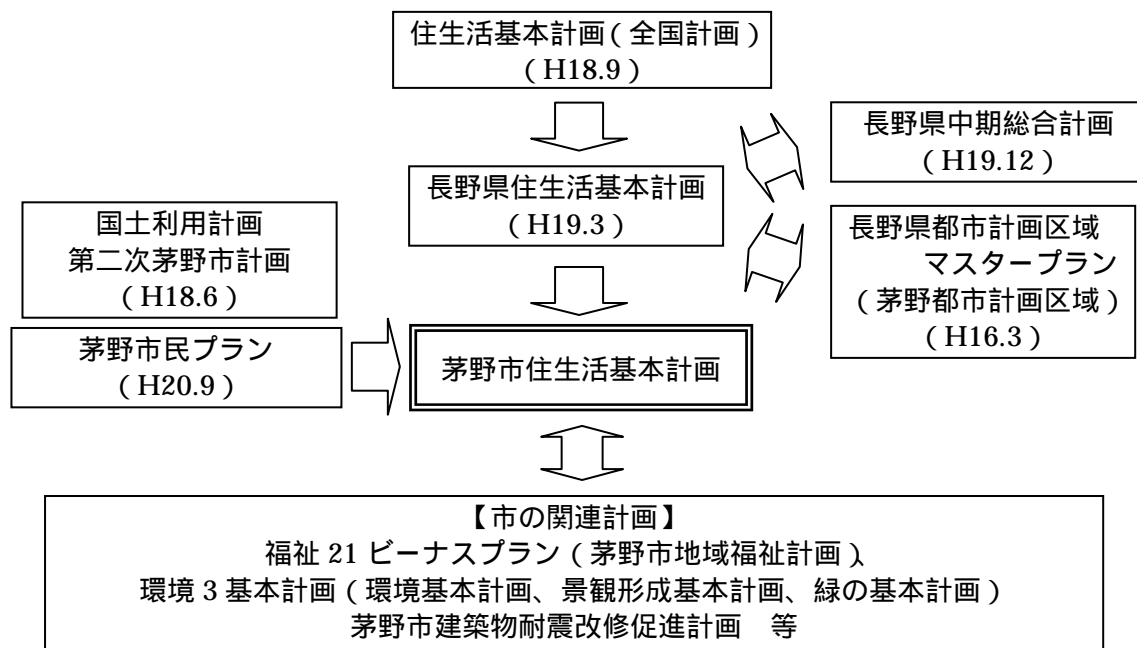 住生活基本計画(全国計画)
(H18.9)
長野県中期総合計画
(H19.12)
長野県住生活基本計画
(H19.3)
国土利用計画
第二次茅野市計画
(H18.6)
長野県都市計画区域
マスタープラン
(茅野都市計画区域)
(H16.3)
茅野市民プラン
(H20.9)
茅野市住生活基本計画
【市の関連計画】
福祉 21 ビーナスプラン(茅野市地域福祉計画)、
環境 3 基本計画(環境基本計画、景観形成基本計画、緑の基本計画)
茅野市建築物耐震改修促進計画 等